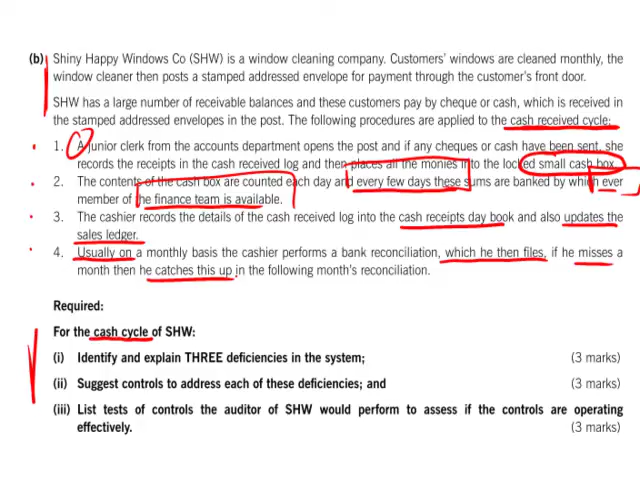 (b) Shiny Happy Windows Co (SHW) is a window cleaning company. Customers' windows are cleaned monthly, the
window cleaner then posts a stamped addressed envelope for payment through the customer's front door.
SHW has a large number of receivable balances and these customers pay by cheque or cash, which is received in
the stamped addressed envelopes in the post. The following procedures are applied to the cash received cycle:
1. A junior clerk from the accounts department opens the post and if any cheques or cash have been sent, she
records the receipts in the cash received log and then places all the monies into the locked small cash box.
2. The contents of the cash box are counted each day and every few days these sums are banked by which ever
member of the finance team is available.
3. The cashier records the details of the cash received log into the cash receipts day book and also updates the
sales ledger.
4. Usually on a monthly basis the cashier performs a bank reconciliation, which he then files, if he misses a
month then he catches this up in the following month's reconciliation.
Required:
For the cash cycle of SHW:
(i) Identify and explain THREE deficiencies in the system; (3 marks)
(ii) Suggest controls to address each of these deficiencies; and (3 marks)
(iii) List tests of controls the auditor of SHW would perform to assess if the controls are operating
effectively. (3 marks)